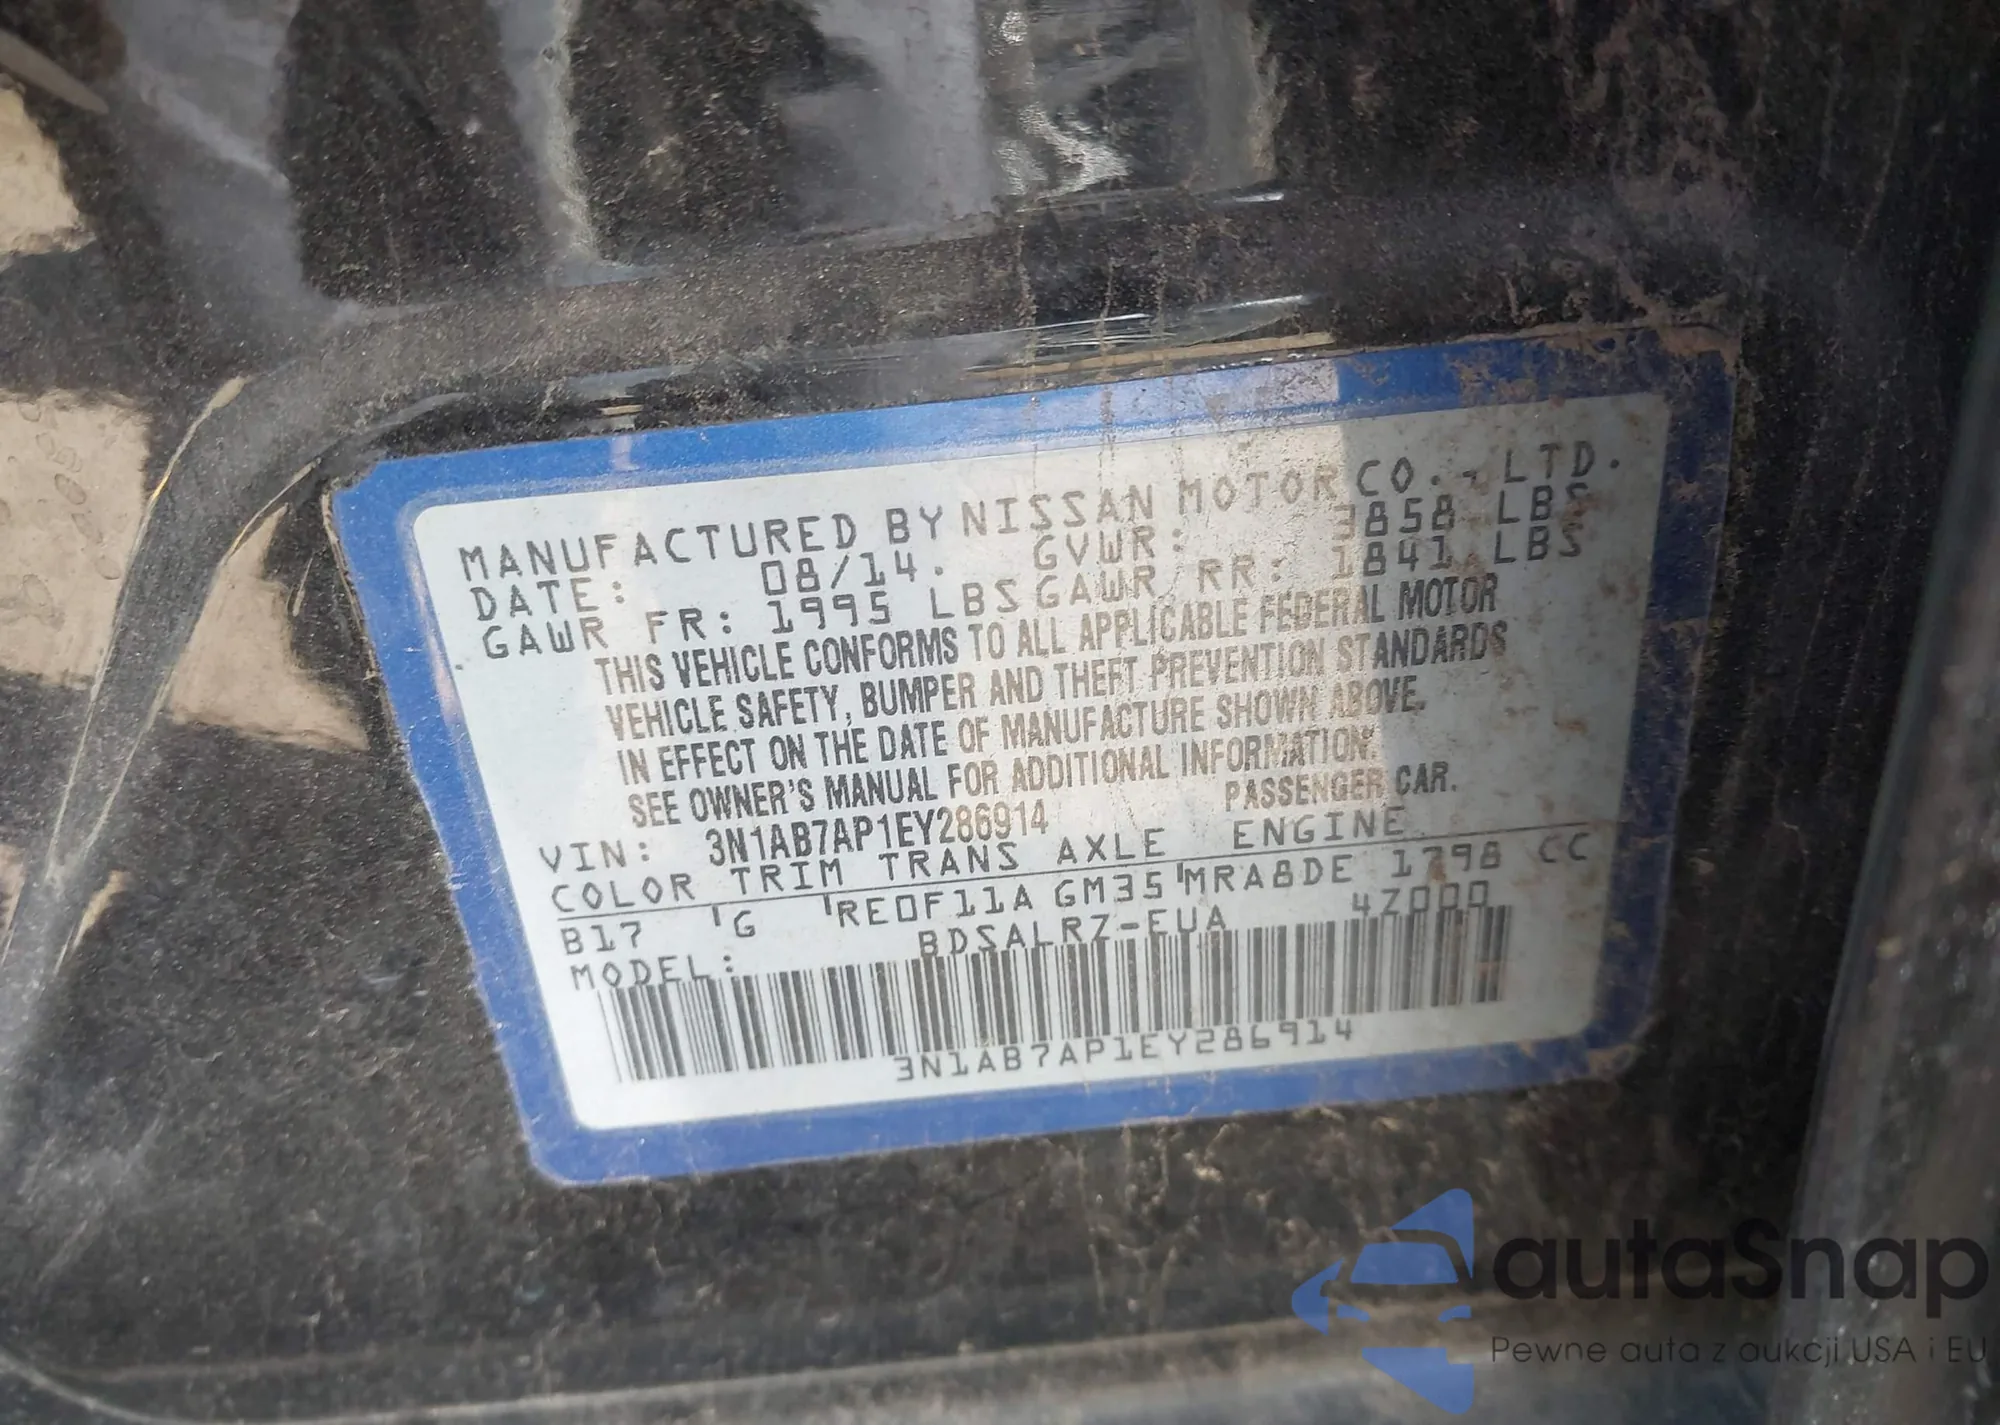 MANUFACTURED BY NISSAN MOTOR CO., LTD.
DATE: 08/14. GVWR: 3858 LBS
GAWR FR: 1995 LBS GAWR RR: 1841 LBS
THIS VEHICLE CONFORMS TO ALL APPLICABLE FEDERAL MOTOR
VEHICLE SAFETY, BUMPER AND THEFT PREVENTION STANDARDS
IN EFFECT ON THE DATE OF MANUFACTURE SHOWN ABOVE.
SEE OWNER'S MANUAL FOR ADDITIONAL INFORMATION.
VIN: 3N1AB7AP1EY286914 PASSENGER CAR.
COLOR TRIM TRANS AXLE ENGINE
B17 G RE0F11A GM35 MRA8DE 1798 CC
MODEL: BDSALRZ-EUA 4Z000
3N1AB7AP1EY286914
autaSnap
Pewne auta z aukcji USA i EU